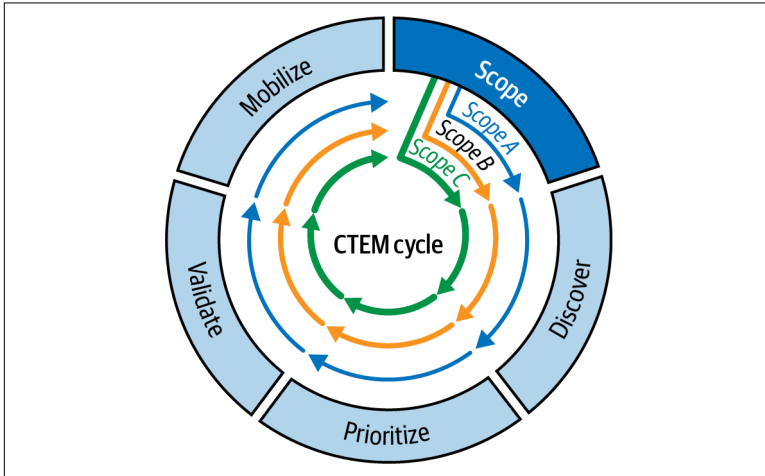 Scope
Scope A
Scope B
Scope C
Discover
Prioritize
Validate
Mobilize
CTEM cycle